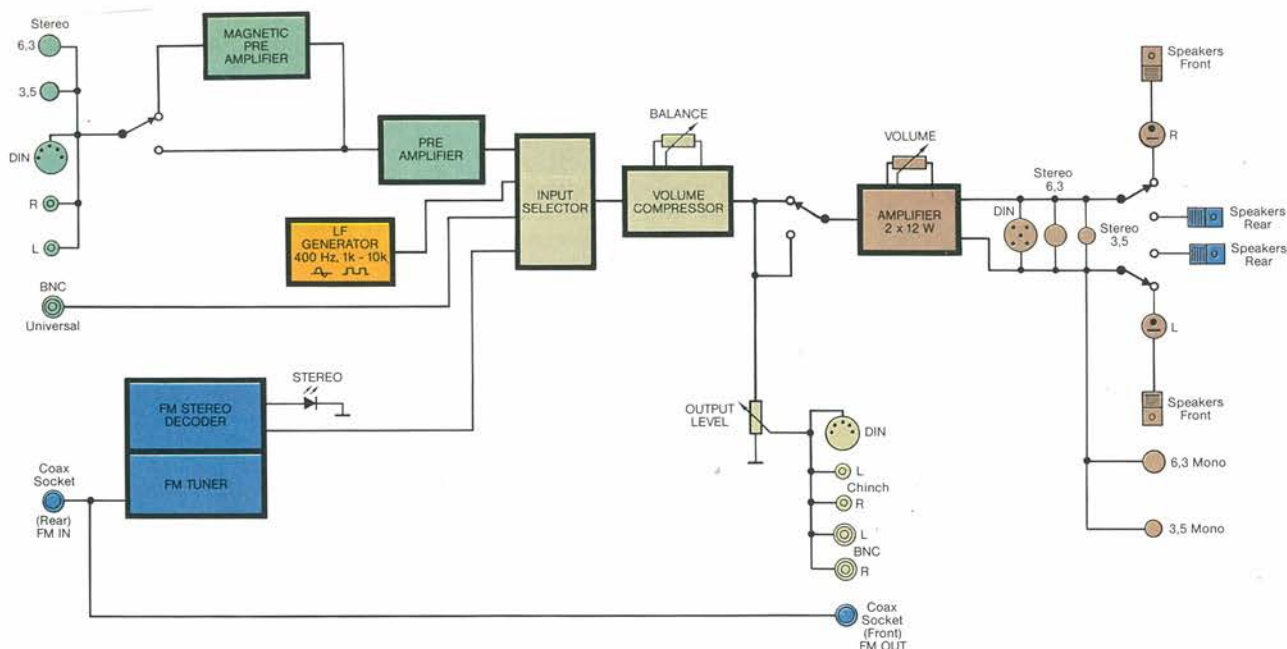 Stereo
6,3
3,5
DIN
R
L
BNC
Universal
MAGNETIC
PRE
AMPLIFIER
PRE
AMPLIFIER
LF
GENERATOR
400 Hz, 1k - 10k
INPUT
SELECTOR
BALANCE
VOLUME
COMPRESSOR
VOLUME
AMPLIFIER
2 x 12 W
DIN
Stereo
6,3
Stereo
3,5
Speakers
Front
R
Speakers
Rear
Speakers
Rear
L
Speakers
Front
6,3 Mono
3,5 Mono
FM STEREO
DECODER
STEREO
FM TUNER
Coax
Socket
(Rear)
FM IN
OUTPUT
LEVEL
DIN
L
Chinch
R
L
BNC
R
Coax
Socket
(Front)
FM OUT